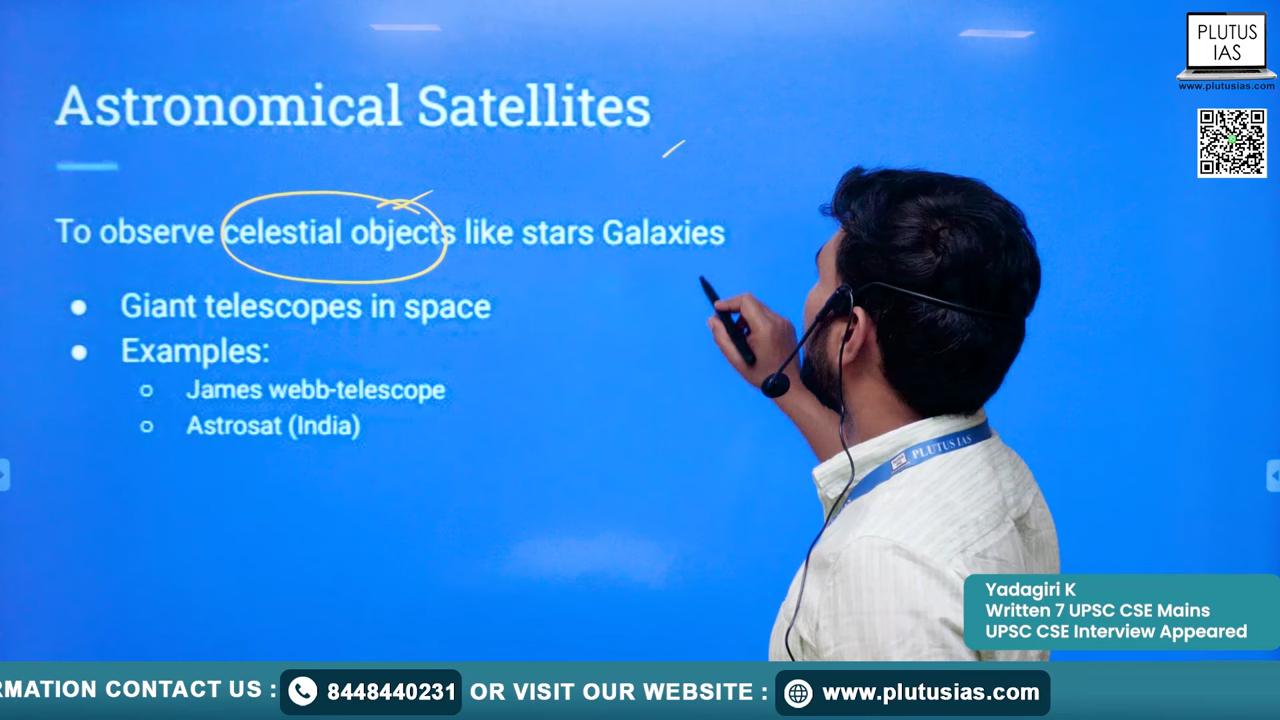 PLUTUS
IAS
www.plutusias.com
Astronomical Satellites
To observe celestial objects like stars Galaxies
● Giant telescopes in space
● Examples:
○ James webb-telescope
○ Astrosat (India)
PLUTUS IAS
Yadagiri K
Written 7 UPSC CSE Mains
UPSC CSE Interview Appeared
RMATION CONTACT US : 8448440231 OR VISIT OUR WEBSITE : www.plutusias.com